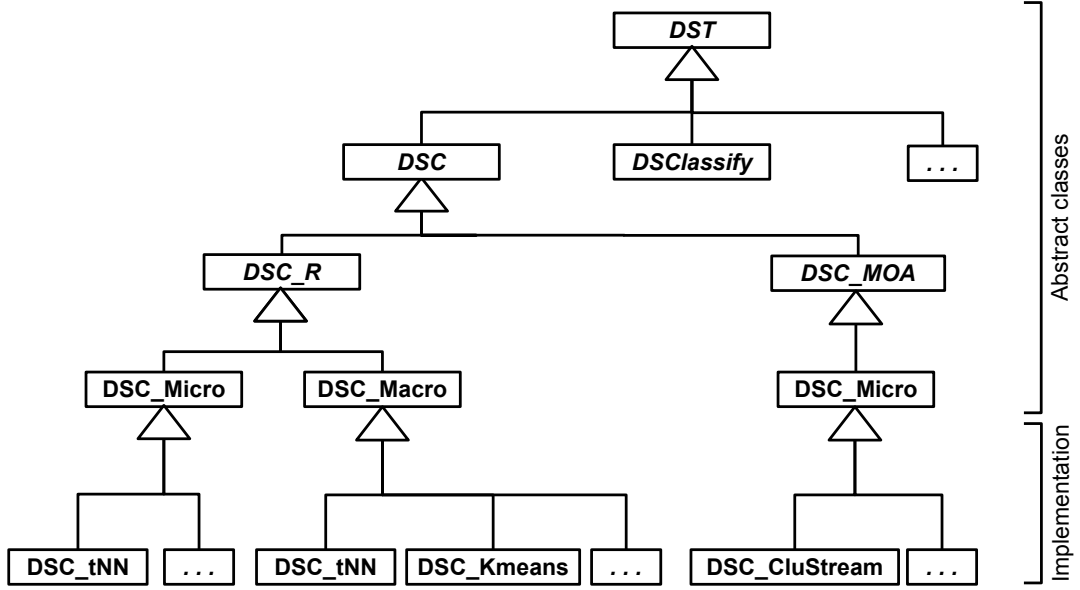 DST
DSC
DSClassify
. . .
DSC_R
DSC_MOA
DSC_Micro
DSC_Macro
DSC_Micro
DSC_tNN
. . .
DSC_tNN
DSC_Kmeans
. . .
DSC_CluStream
. . .
Abstract classes
Implementation